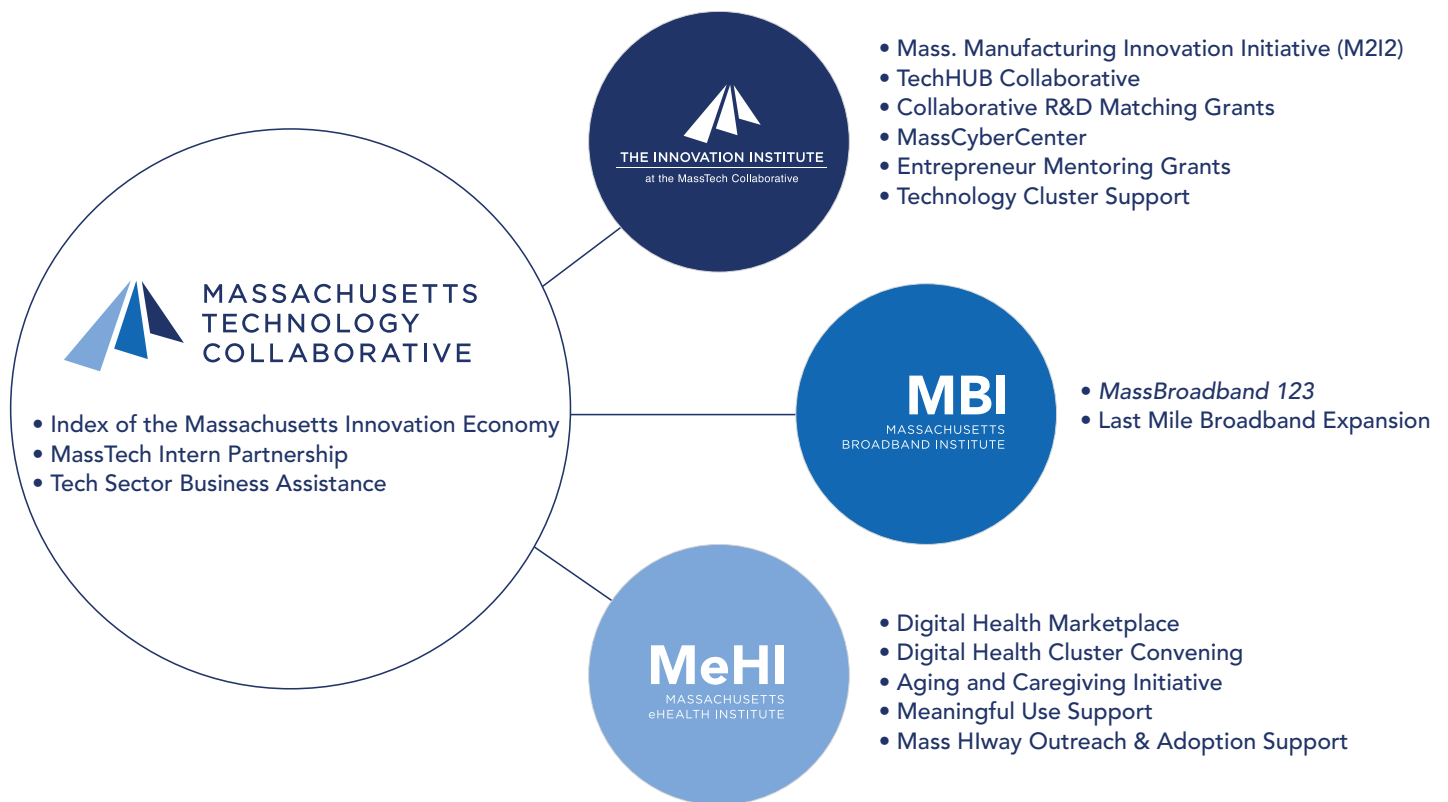 MASSACHUSETTS
TECHNOLOGY
COLLABORATIVE
• Index of the Massachusetts Innovation Economy
• MassTech Intern Partnership
• Tech Sector Business Assistance
THE INNOVATION INSTITUTE
at the MassTech Collaborative
• Mass. Manufacturing Innovation Initiative (M2I2)
• TechHUB Collaborative
• Collaborative R&D Matching Grants
• MassCyberCenter
• Entrepreneur Mentoring Grants
• Technology Cluster Support
MBI
MASSACHUSETTS
BROADBAND INSTITUTE
• MassBroadband 123
• Last Mile Broadband Expansion
MeHI
MASSACHUSETTS
eHEALTH INSTITUTE
• Digital Health Marketplace
• Digital Health Cluster Convening
• Aging and Caregiving Initiative
• Meaningful Use Support
• Mass HIway Outreach & Adoption Support